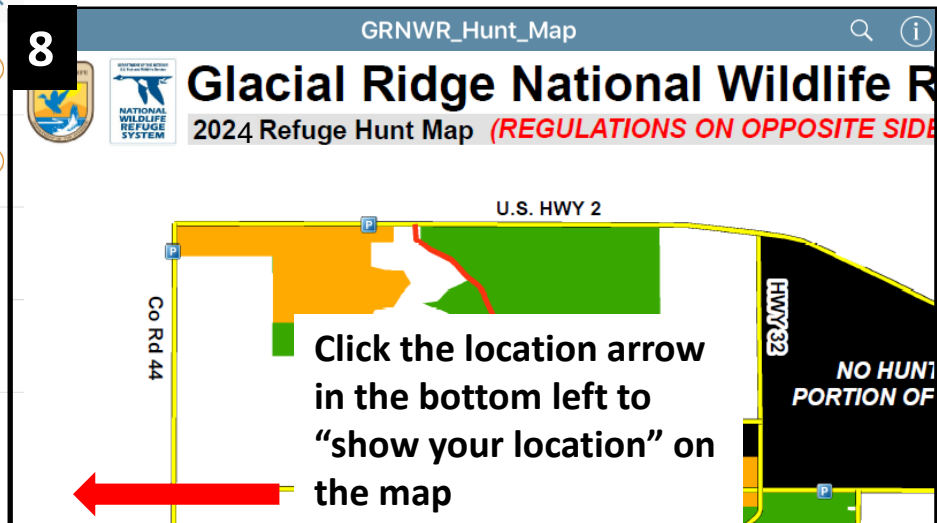 8
GRNWR_Hunt_Map
i
NATIONAL
WILDLIFE
REFUGE
SYSTEM
Glacial Ridge National Wildlife R
2024 Refuge Hunt Map (REGULATIONS ON OPPOSITE SIDE
U.S. HWY 2
P
P
Co Rd 44
HWY 32
NO HUNT
PORTION OF
Click the location arrow
in the bottom left to
“show your location” on
the map
P